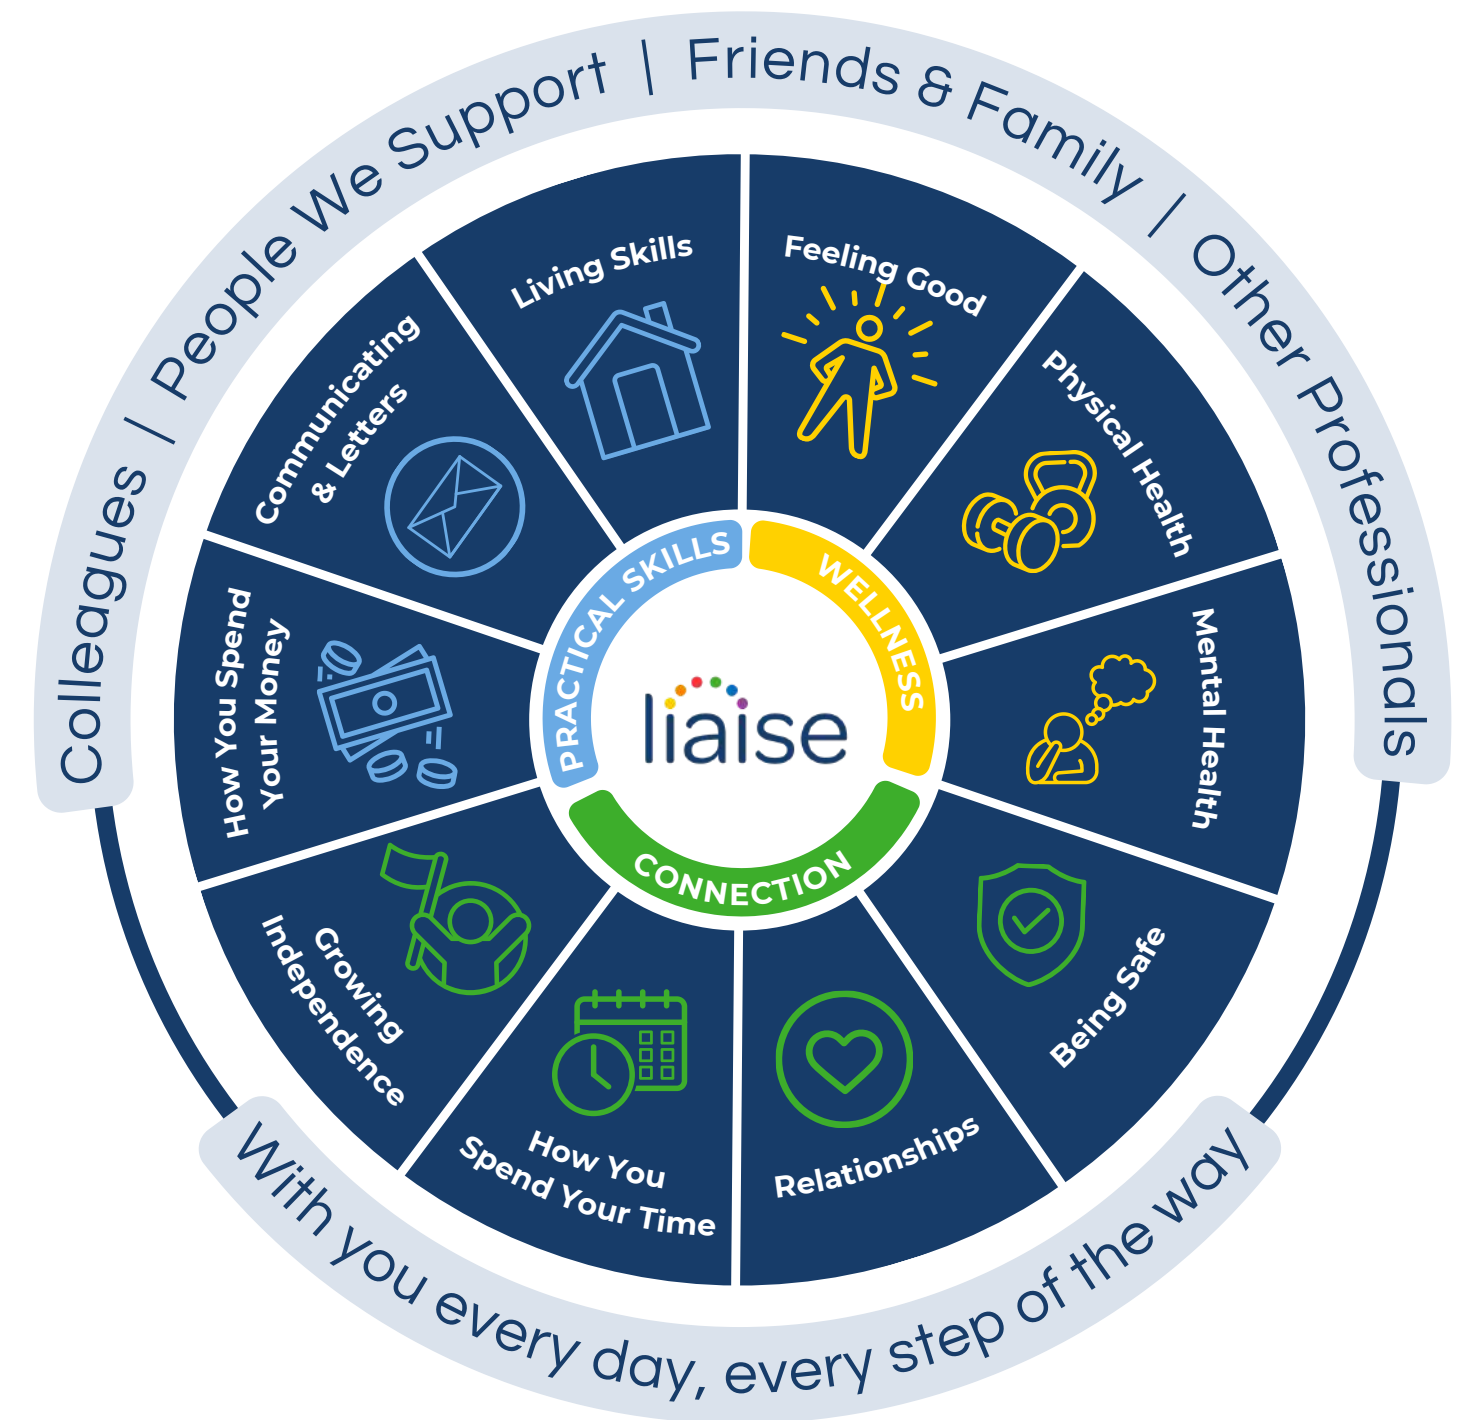 Colleagues | People We Support | Friends & Family | Other Professionals
Living Skills
Feeling Good
Physical Health
Mental Health
Being Safe
Relationships
How You
Spend Your Time
Growing
Independence
How You Spend
Your Money
Communicating
& Letters
PRACTICAL SKILLS
WELLNESS
CONNECTION
liaise
With you every day, every step of the way